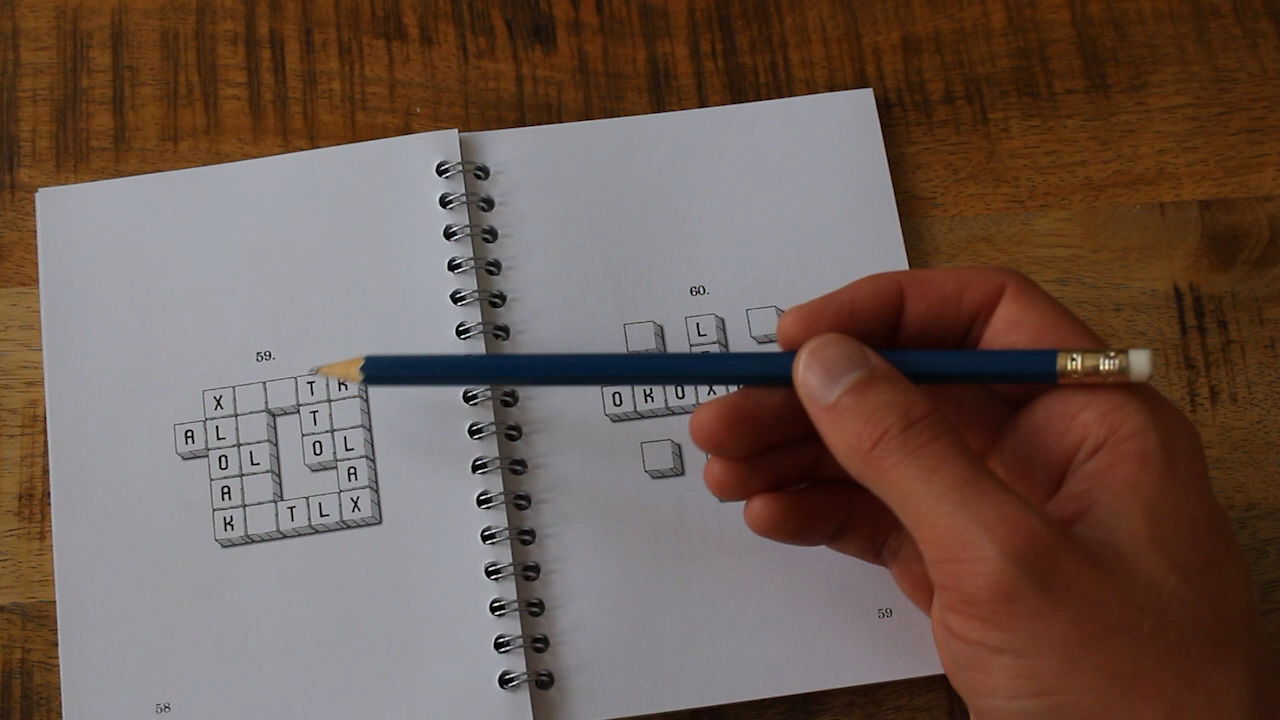 59.
X T K
T
A L
O L O L
A A
K T L X
58
60.
L
O K O X
59